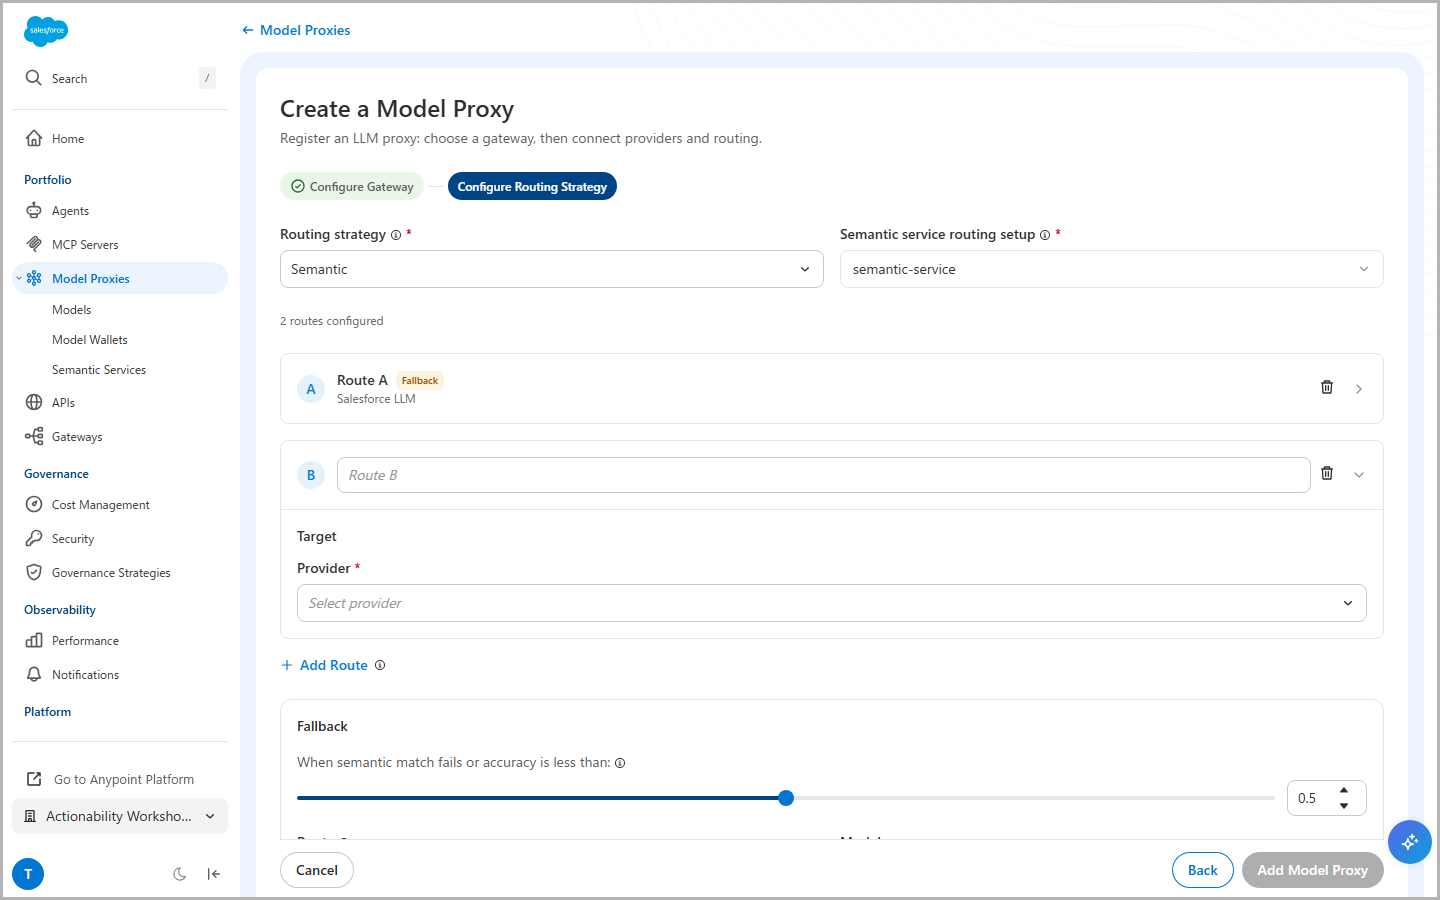 salesforce
Model Proxies
Search
/
Home
Portfolio
Agents
MCP Servers
Model Proxies
Models
Model Wallets
Semantic Services
APIs
Gateways
Governance
Cost Management
Security
Governance Strategies
Observability
Performance
Notifications
Platform
Go to Anypoint Platform
Actionability Worksho...
T
Create a Model Proxy
Register an LLM proxy: choose a gateway, then connect providers and routing.
Configure Gateway
Configure Routing Strategy
Routing strategy *
Semantic service routing setup *
Semantic
semantic-service
2 routes configured
A
Route A Fallback
Salesforce LLM
B
Route B
Target
Provider *
Select provider
+ Add Route
Fallback
When semantic match fails or accuracy is less than:
0.5
Cancel
Back
Add Model Proxy